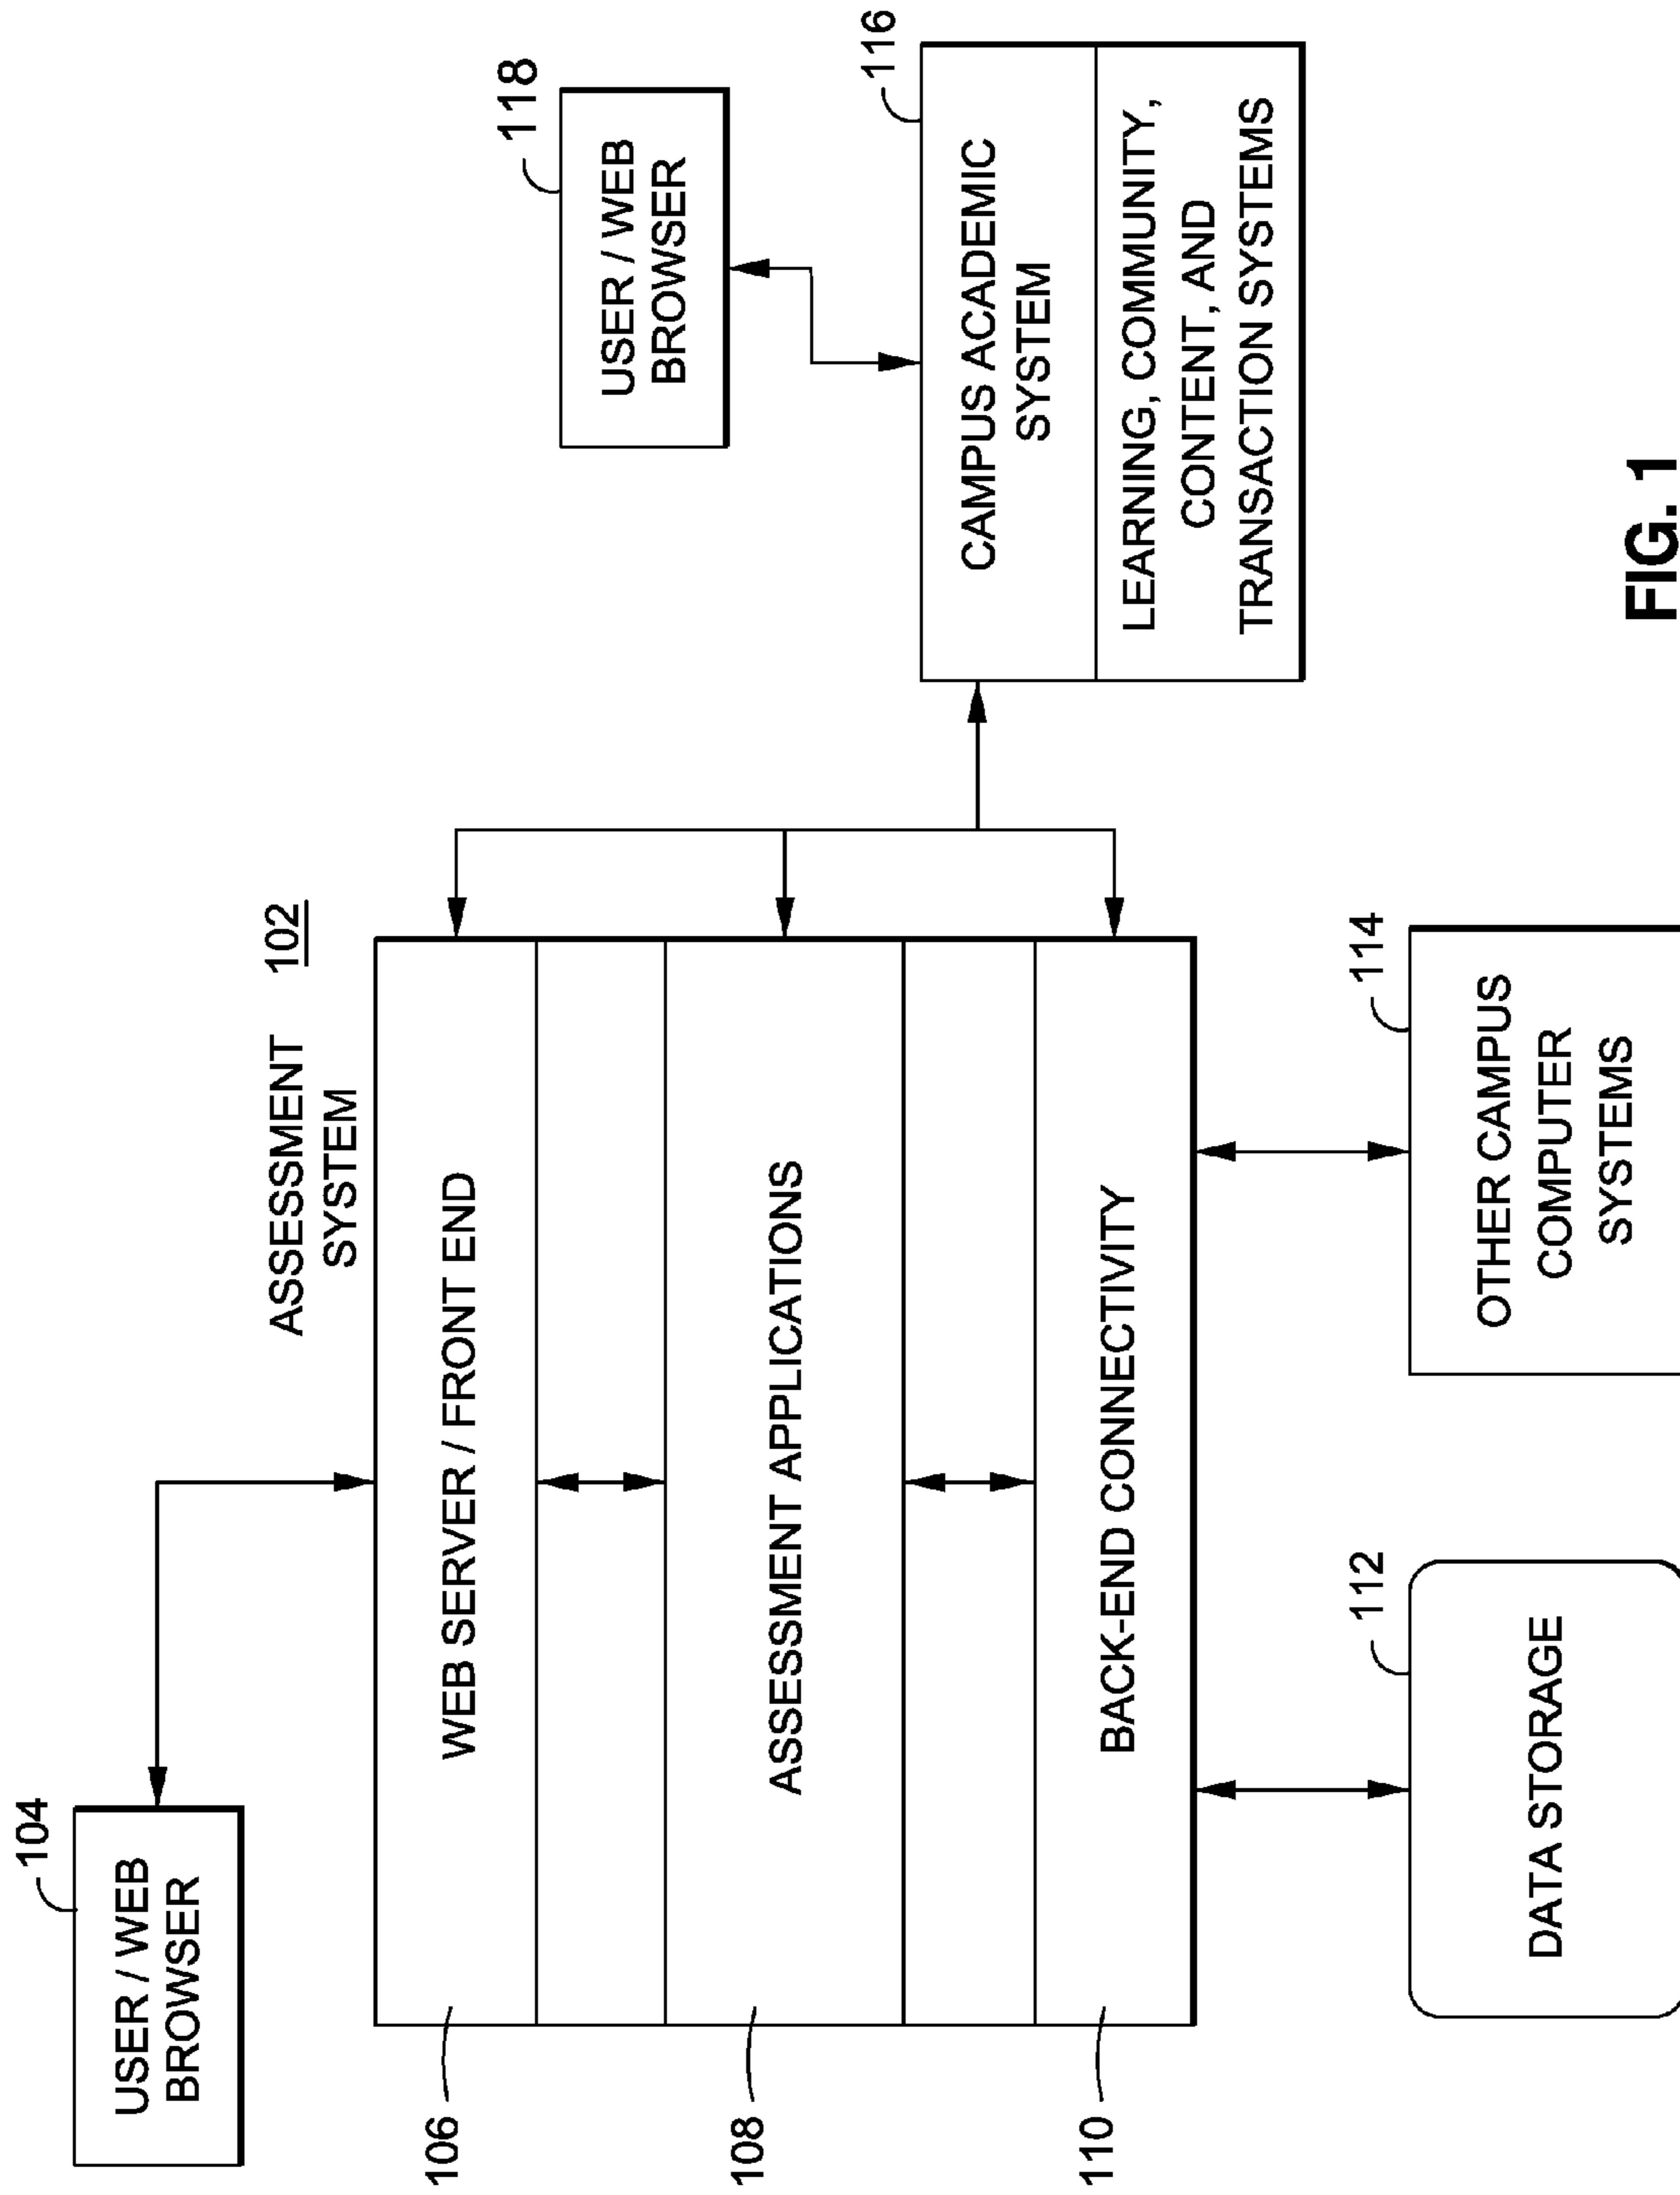 104
USER / WEB
BROWSER
ASSESSMENT
SYSTEM
102
118
USER / WEB
BROWSER
106
WEB SERVER / FRONT END
108
ASSESSMENT APPLICATIONS
110
BACK-END CONNECTIVITY
116
CAMPUS ACADEMIC
SYSTEM
LEARNING, COMMUNITY,
CONTENT, AND
TRANSACTION SYSTEMS
112
DATA STORAGE
114
OTHER CAMPUS
COMPUTER
SYSTEMS
FIG. 1